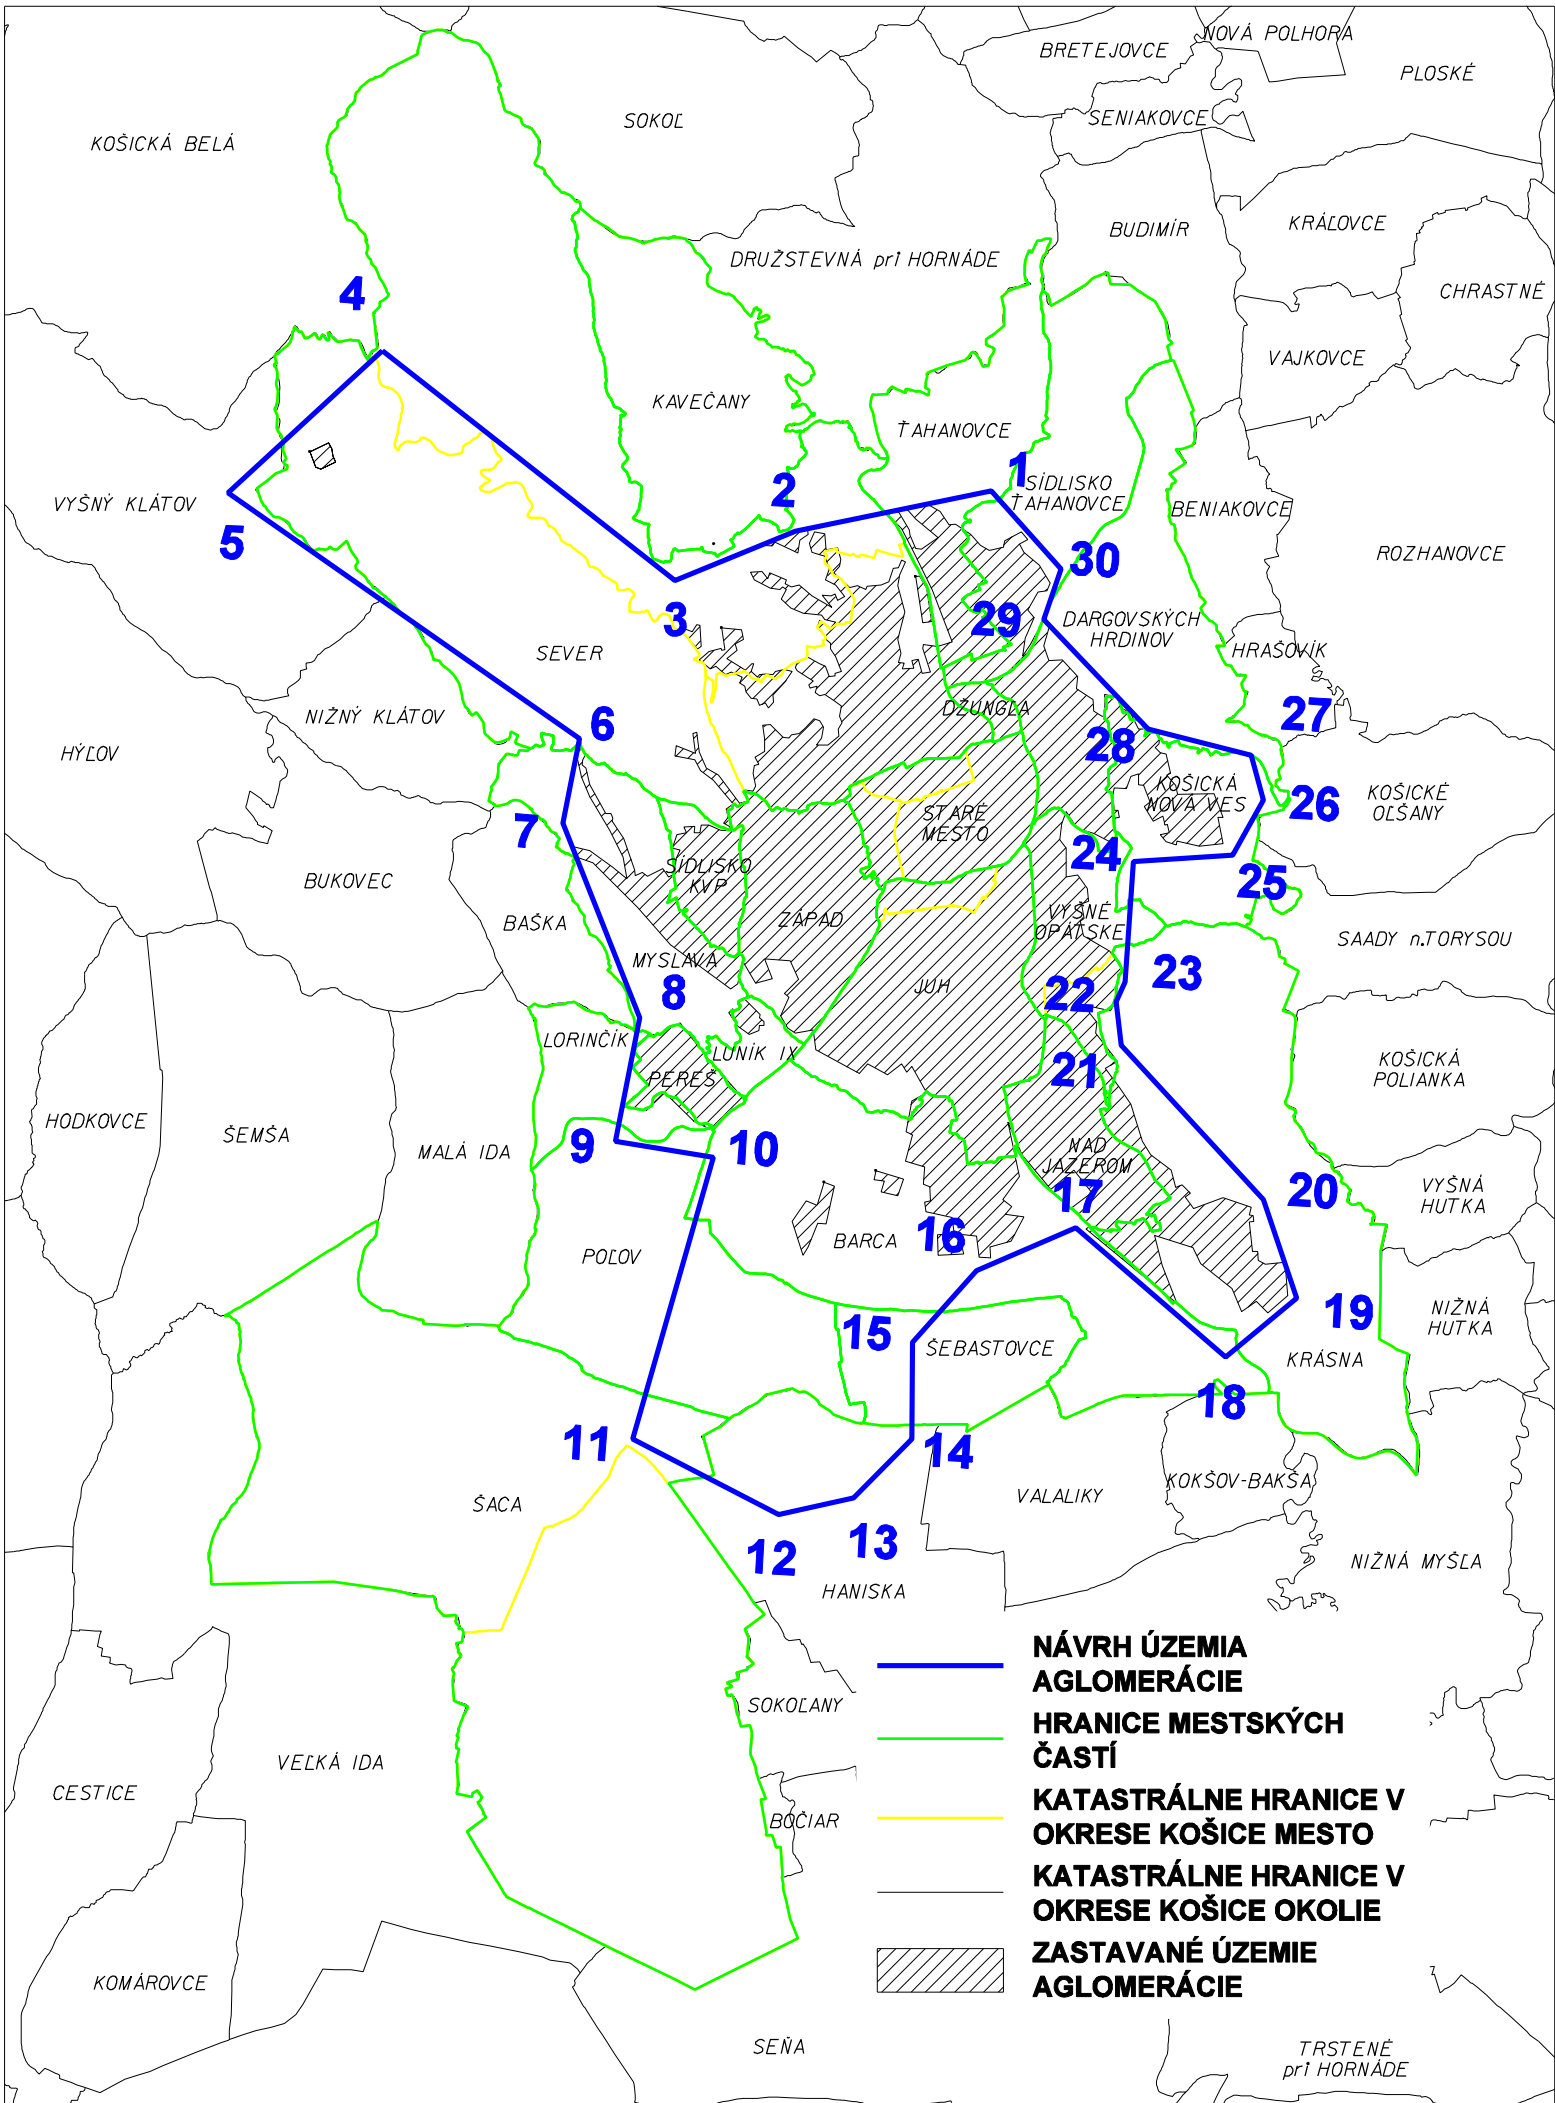 NOVÁ POLHORA
BRETEJOVCE
PLOSKÉ
SENIAKOVCE
SOKOĽ
KOŠICKÁ BELÁ
KRÁĽOVCE
BUDIMÍR
DRUŽSTEVNÁ pri HORNÁDE
CHRASTNÉ
4
VAJKOVCE
KAVEČANY
ŤAHANOVCE
1
SÍDLISKO
ŤAHANOVCE
2
VYŠNÝ KLÁTOV
BENIAKOVCE
5
ROZHANOVCE
30
3
29
DARGOVSKÝCH
HRDINOV
SEVER
HRAŠOVÍK
NIŽNÝ KLÁTOV
DŽUNGĽA
27
6
HÝĽOV
28
KOŠICKÁ
NOVÁ VES
26
KOŠICKÉ
OĽŠANY
7
STARÉ
MESTO
24
SÍDLISKO
KVP
BUKOVEC
25
ZÁPAD
VYŠNÉ
OPÁTSKE
BAŠKA
SAADY n.TORYSOU
MYSLAVA
8
JUH
22
23
LORINČÍK
LUNÍK IX
PEREŠ
21
KOŠICKÁ
POLIANKA
HODKOVCE
ŠEMŠA
MALÁ IDA
9
10
NAD
JAZEROM
17
20
VYŠNÁ
HUTKA
POĽOV
BARCA
16
19
NIŽNÁ
HUTKA
15
ŠEBASTOVCE
KRÁSNA
18
11
14
ŠACA
VALALIKY
KOKŠOV-BAKŠA
12
13
NIŽNÁ MYŠĽA
HANISKA
NÁVRH ÚZEMIA
AGLOMERÁCIE
SOKOĽANY
HRANICE MESTSKÝCH
ČASTÍ
VEĽKÁ IDA
CESTICE
KATASTRÁLNE HRANICE V
OKRESE KOŠICE MESTO
BOČIAR
KATASTRÁLNE HRANICE V
OKRESE KOŠICE OKOLIE
ZASTAVANÉ ÚZEMIE
AGLOMERÁCIE
KOMÁROVCE
SEŇA
TRSTENÉ
pri HORNÁDE